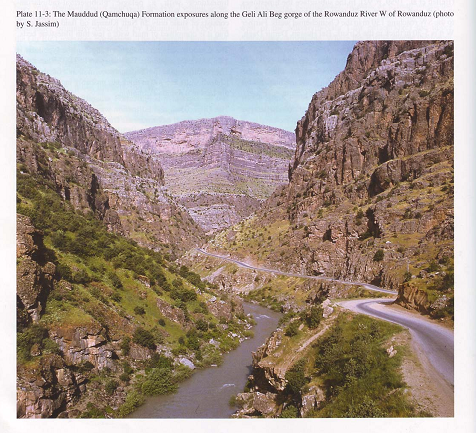 Plate 11-3: The Mauddud (Qamchuqa) Formation exposures along the Geli Ali Beg gorge of the Rowanduz River W of Rowanduz (photo
by S. Jassim)